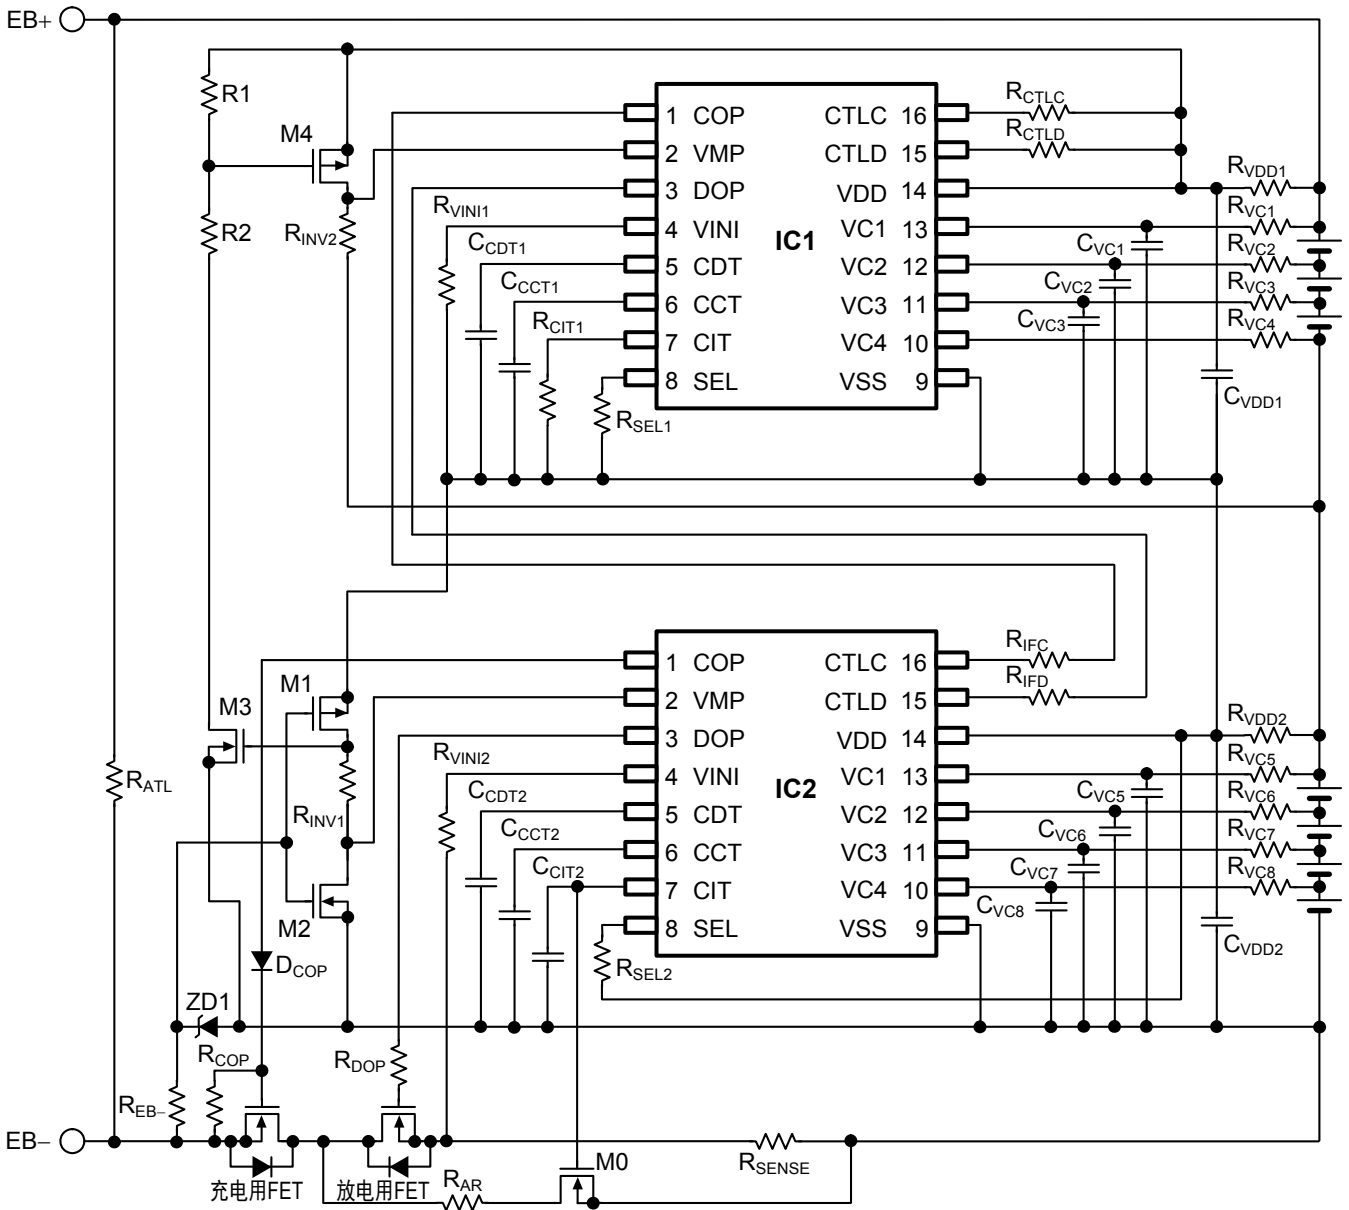 EB+
R1
M4
R2
RINV2
RVINI1
CCDT1
CCCT1
RCIT1
RSEL1
1 COP CTLC 16
2 VMP CTLD 15
3 DOP VDD 14
4 VINI VC1 13
IC1
5 CDT VC2 12
6 CCT VC3 11
7 CIT VC4 10
8 SEL VSS 9
RCTLC
RCTLD
RVDD1
RVC1
RVC2
RVC3
RVC4
CVC1
CVC2
CVC3
CVDD1
RIFC
RIFD
M1
M3
RATL
RINV1
M2
DCOP
ZD1
RVINI2
CCDT2
CCCT2
CCIT2
RSEL2
1 COP CTLC 16
2 VMP CTLD 15
3 DOP VDD 14
4 VINI VC1 13
IC2
5 CDT VC2 12
6 CCT VC3 11
7 CIT VC4 10
8 SEL VSS 9
RVDD2
RVC5
RVC6
RVC7
RVC8
CVC5
CVC6
CVC7
CVC8
CVDD2
RCOP
RDOP
REB−
EB−
充电用FET
放电用FET
RAR
M0
RSENSE